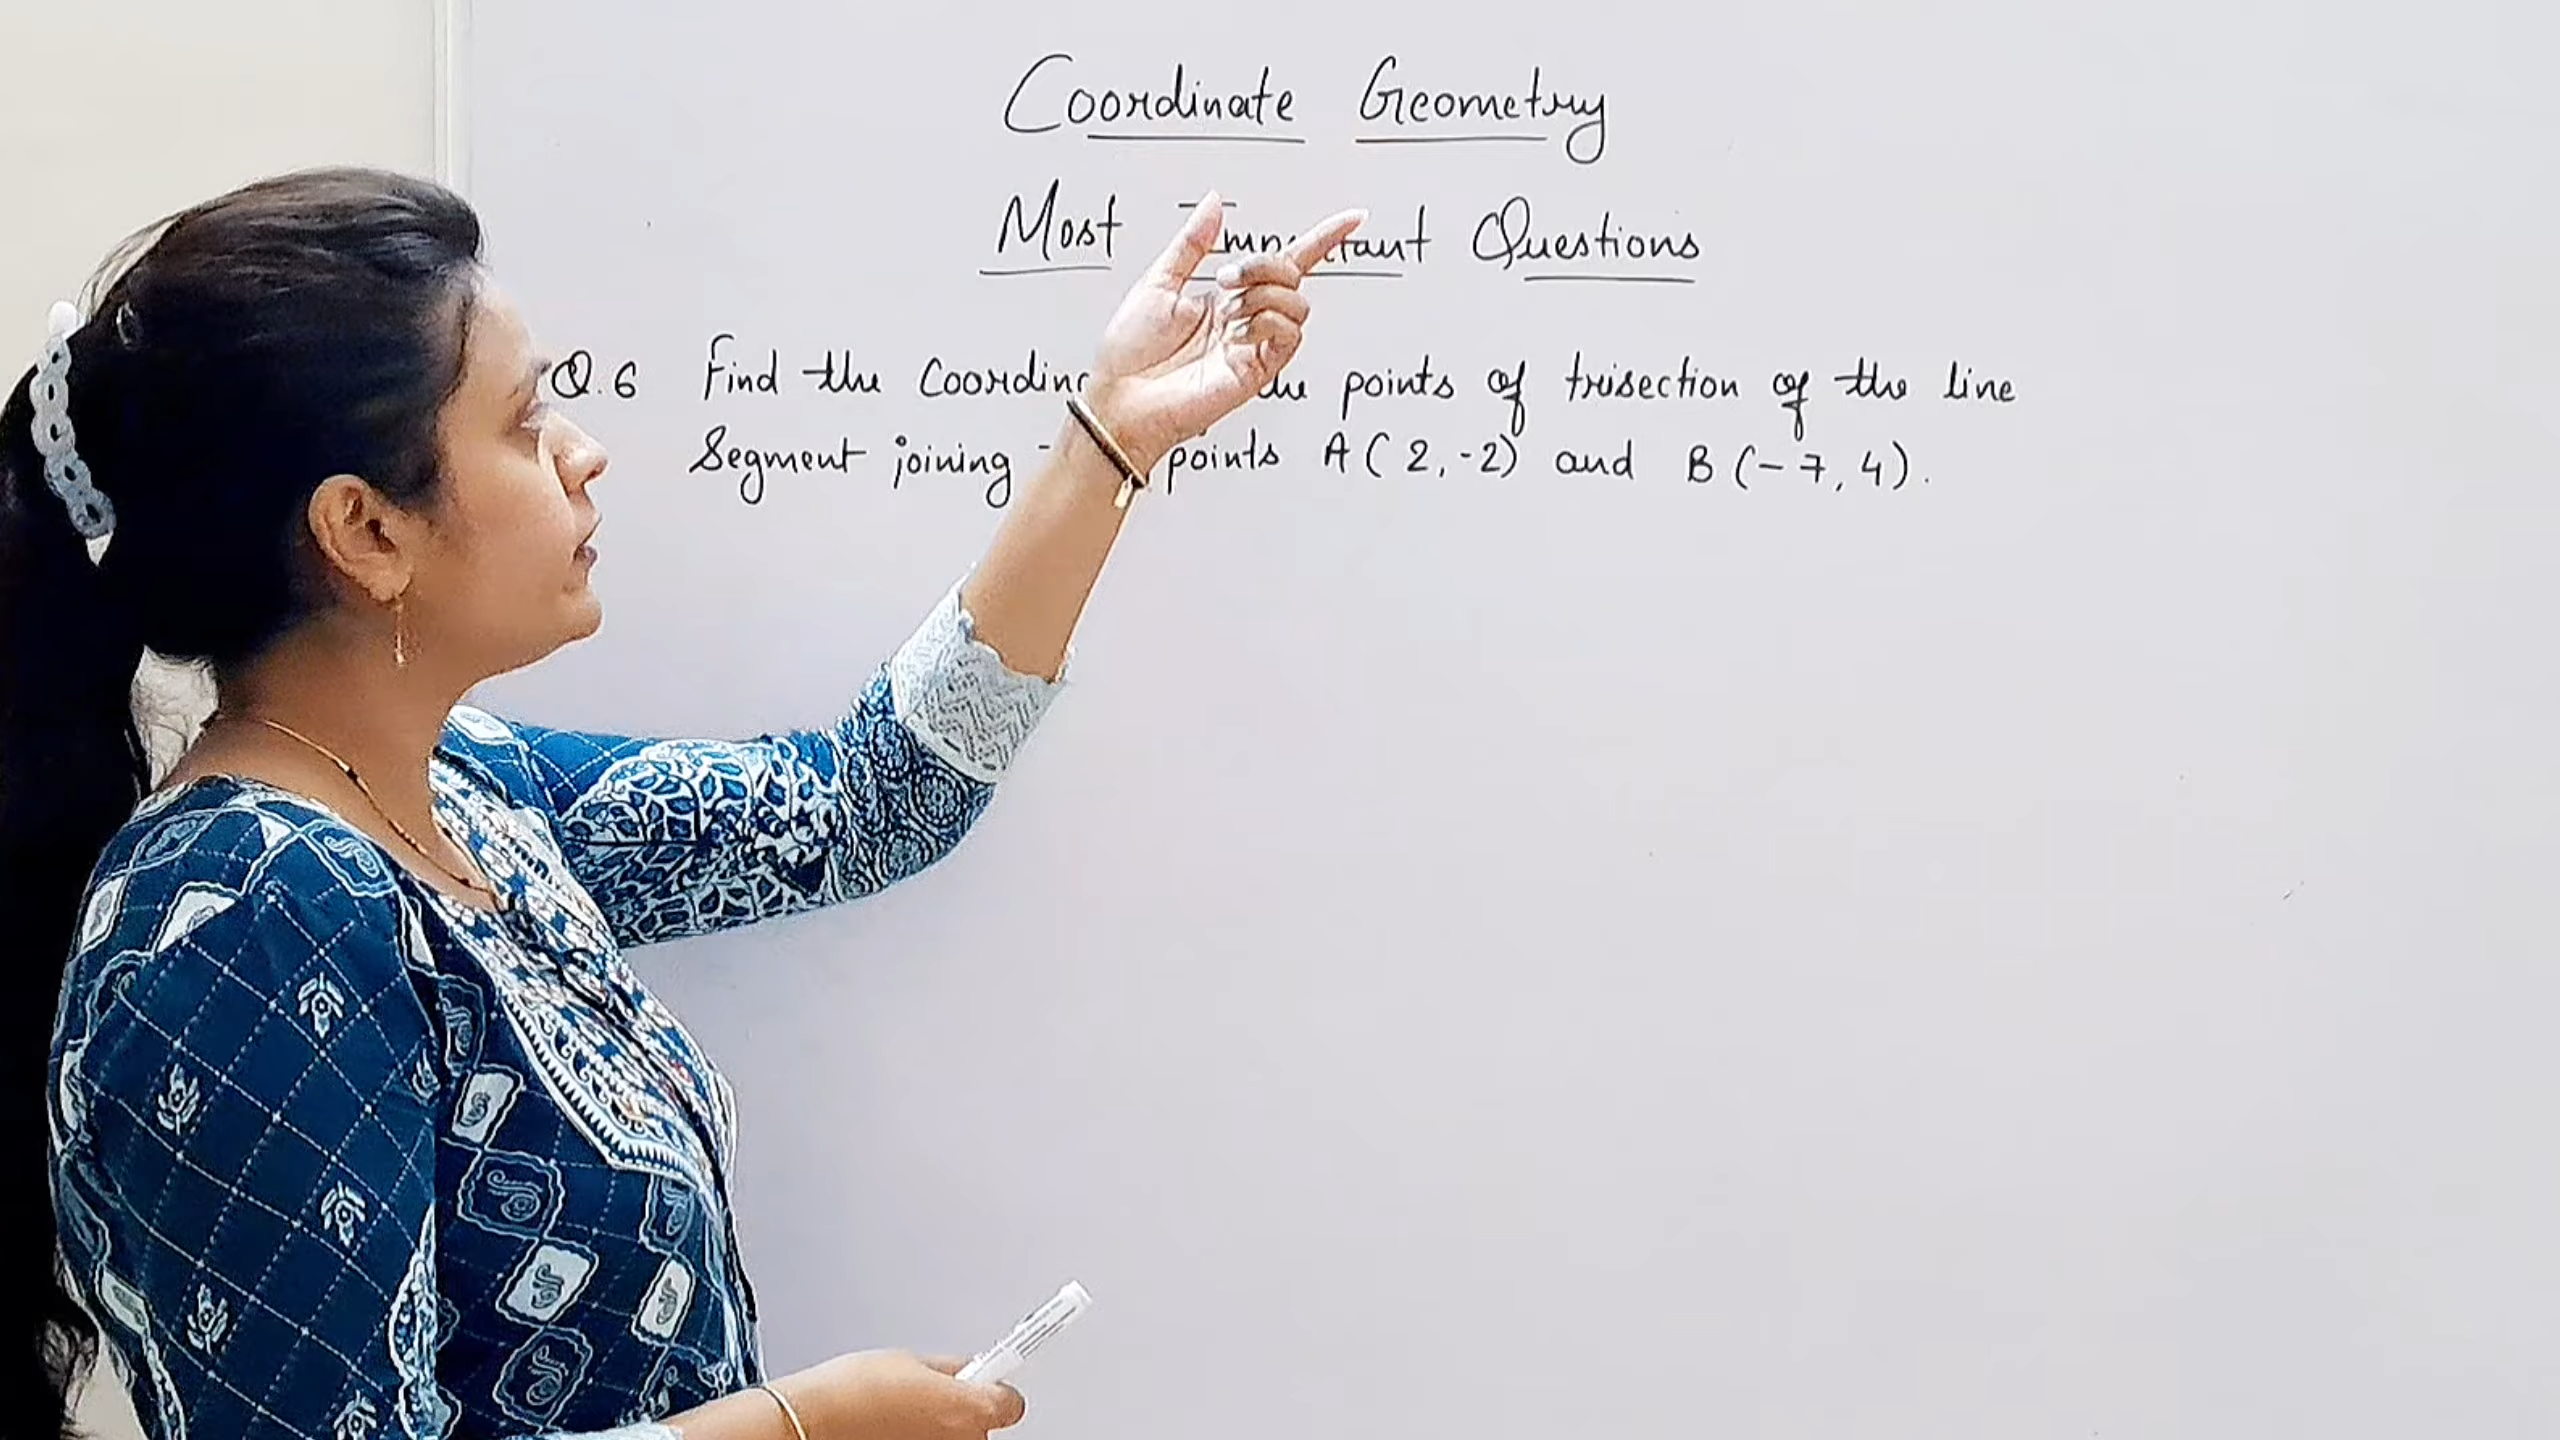 Coordinate Geometry
Most Questions
Q.6 Find the points of trisection of the line
Segment joining points A(2,-2) and B(-7,4).